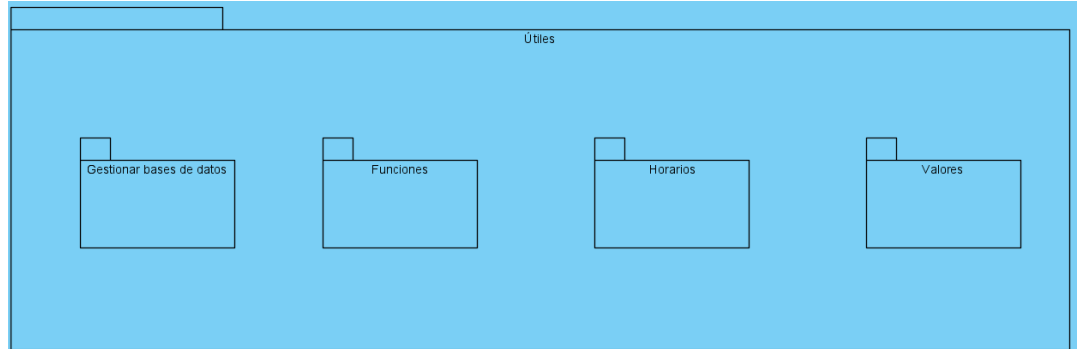 Útiles
Gestionar bases de datos
Funciones
Horarios
Valores